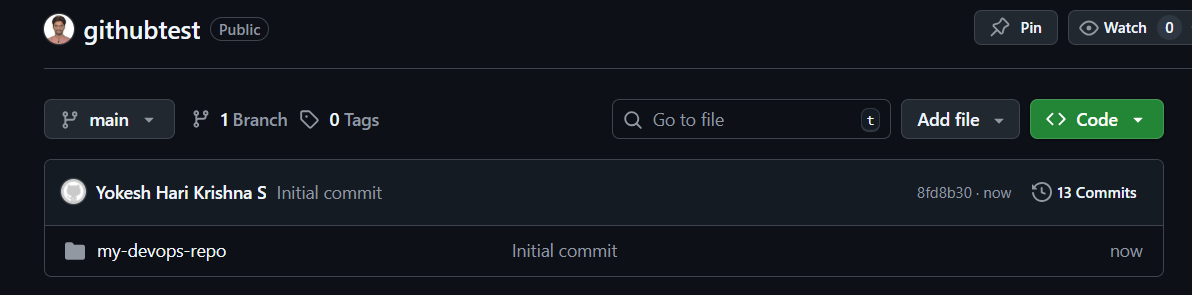 githubtest Public Pin Watch 0
main 1 Branch 0 Tags Go to file t Add file Code
Yokesh Hari Krishna S Initial commit 8fd8b30 · now 13 Commits
my-devops-repo Initial commit now